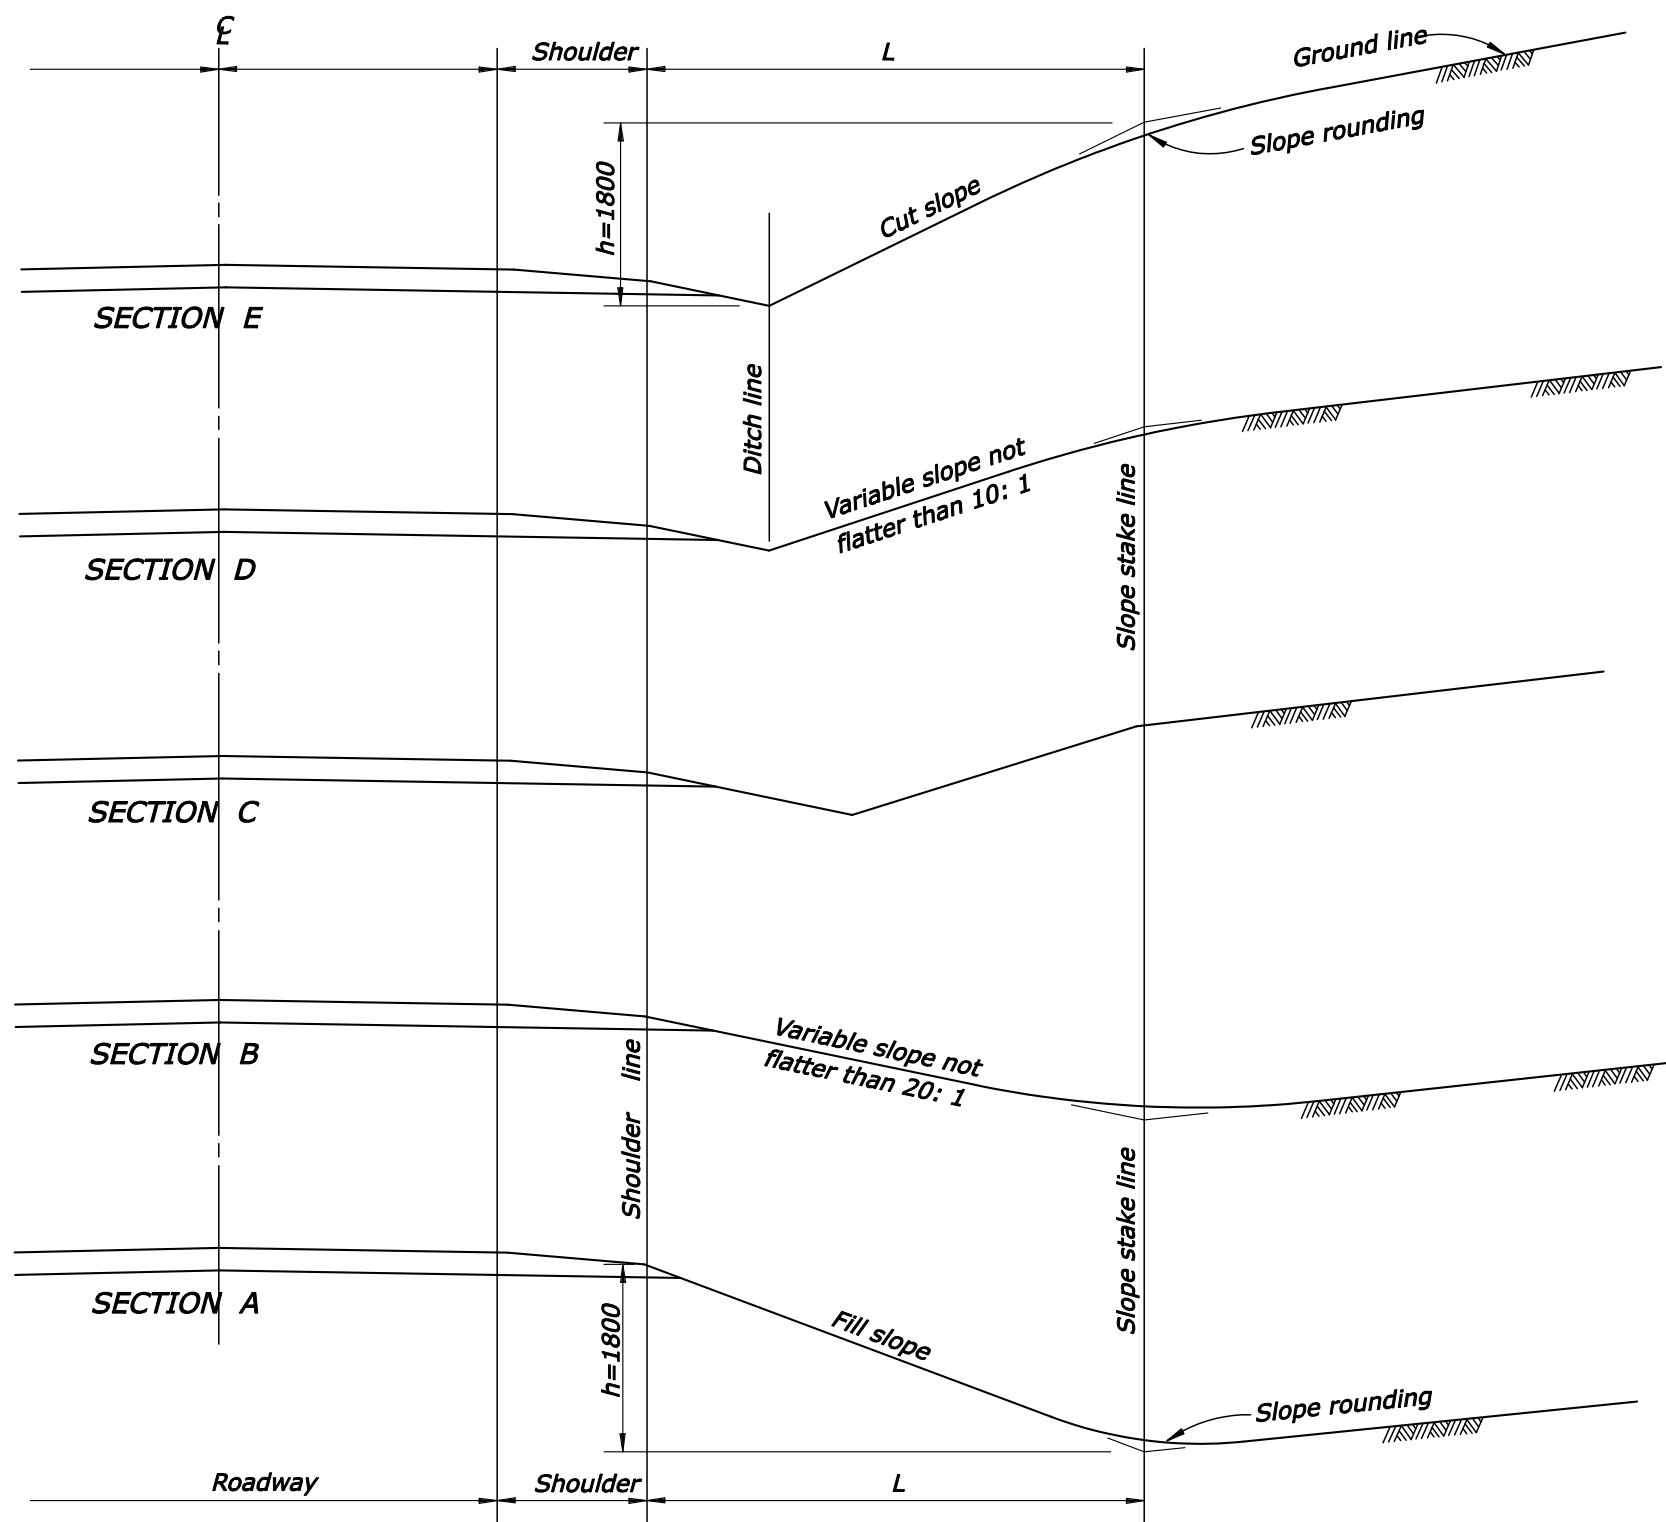 ℄
Shoulder
L
Ground line
Slope rounding
h=1800
Cut slope
SECTION E
Ditch line
Variable slope not
flatter than 10: 1
Slope stake line
SECTION D
SECTION C
Variable slope not
flatter than 20: 1
SECTION B
Shoulder line
Slope stake line
SECTION A
h=1800
Fill slope
Slope rounding
Roadway
Shoulder
L